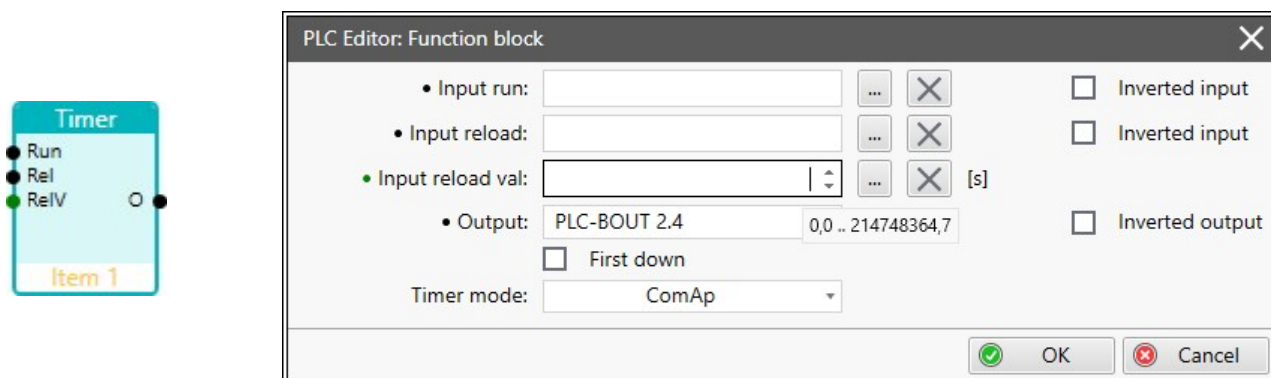 Timer
Run
Rel
RelV O
Item 1
PLC Editor: Function block
• Input run: ... Inverted input
• Input reload: ... Inverted input
• Input reload val: ... [s]
• Output: PLC-BOUT 2.4 0,0 .. 214748364,7 Inverted output
First down
Timer mode: ComAp
OK Cancel